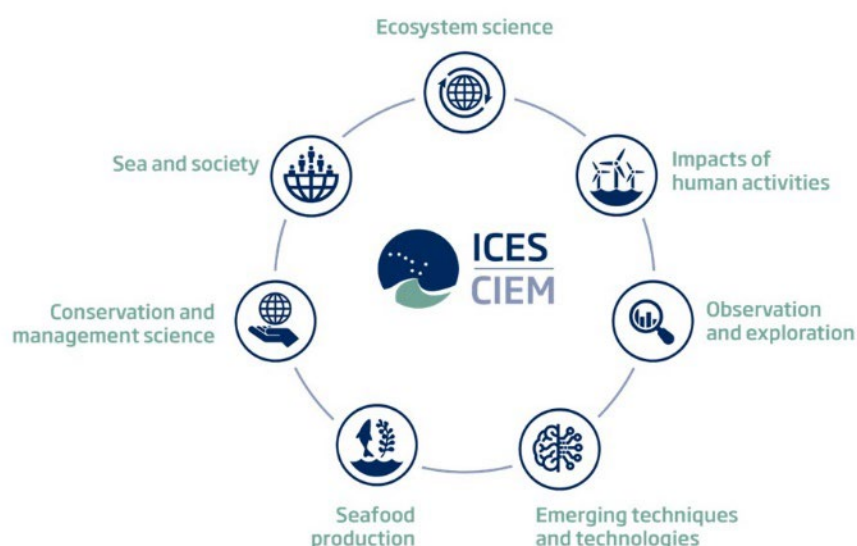 Ecosystem science
Impacts of
human activities
Observation
and exploration
Emerging techniques
and technologies
Seafood
production
Conservation and
management science
Sea and society
ICES
CIEM